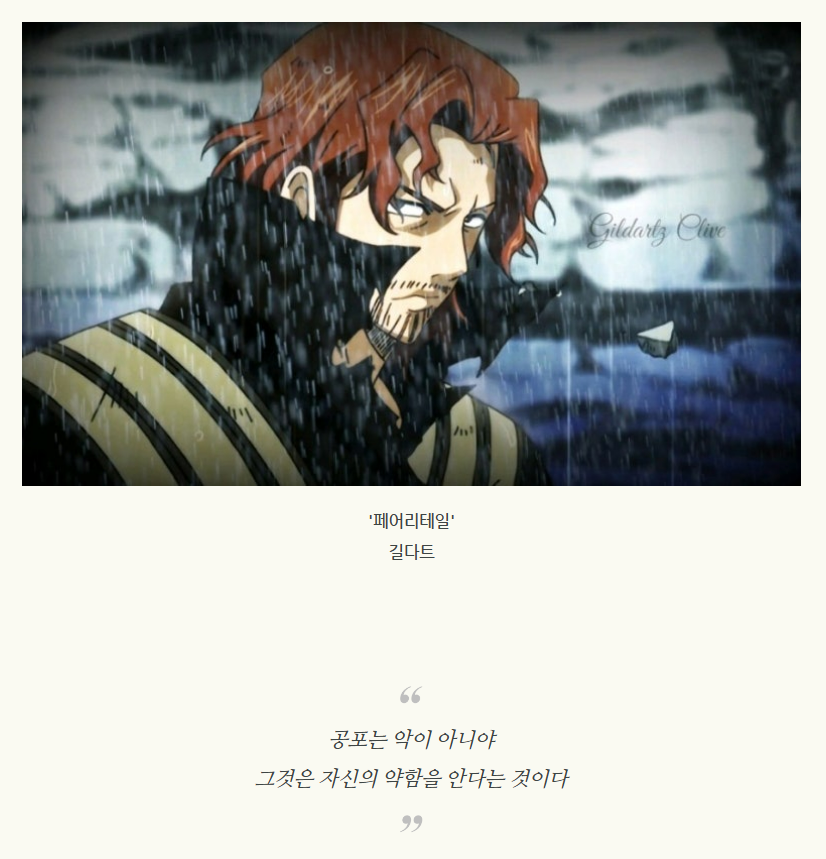 Gildartz Clive
'페어리테일'
길다트
“
공포는 악이 아니야
그것은 자신의 약함을 안다는 것이다
”